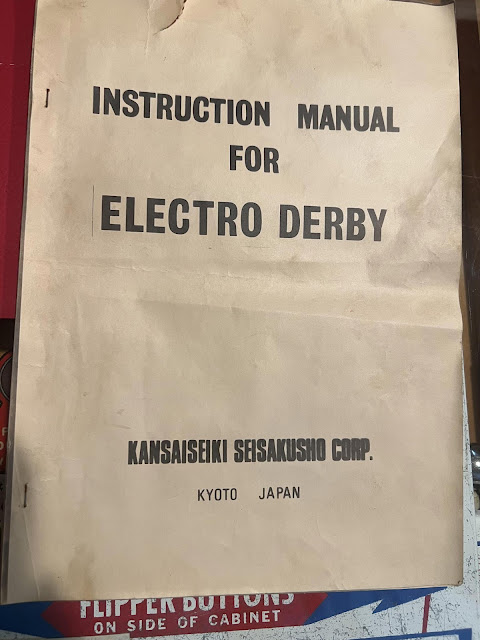 INSTRUCTION MANUAL
FOR
ELECTRO DERBY
KANSAISEIKI SEISAKUSHO CORP.
KYOTO JAPAN
FLIPPER BUTTONS
ON SIDE OF CABINET